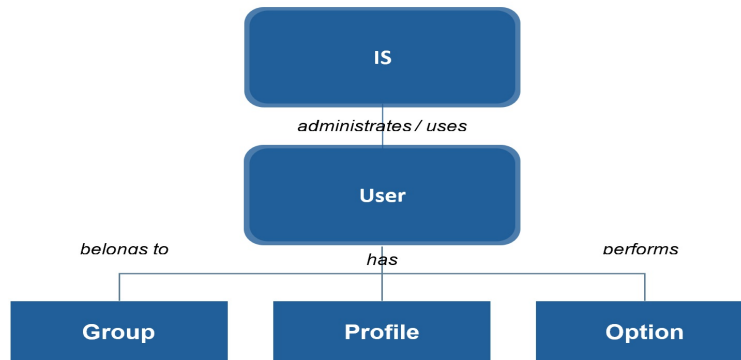 IS
administrates / uses
User
belongs to
has
performs
Group
Profile
Option